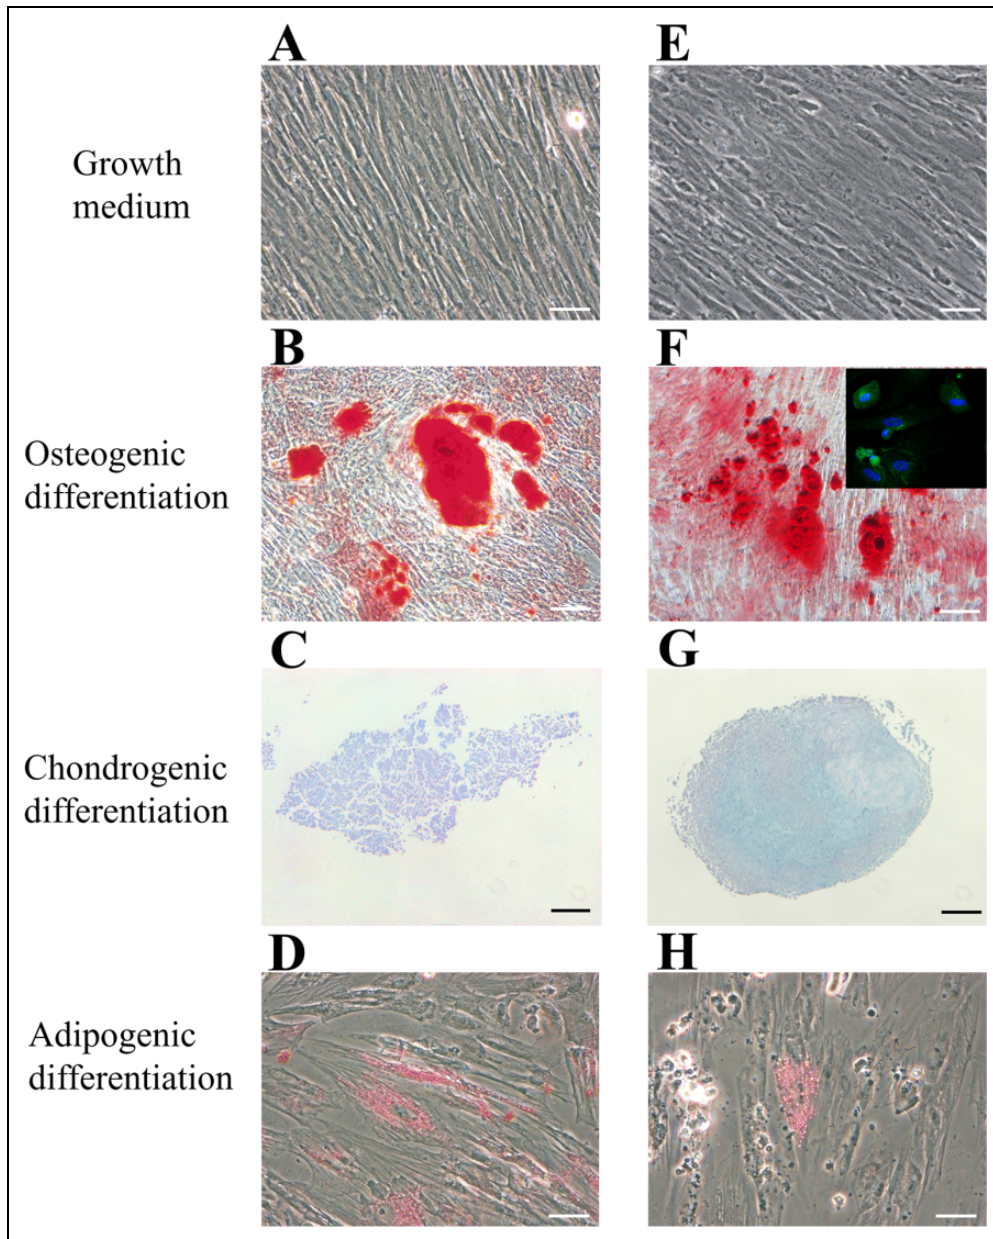 A
E
Growth
medium
B
F
Osteogenic
differentiation
C
G
Chondrogenic
differentiation
D
H
Adipogenic
differentiation